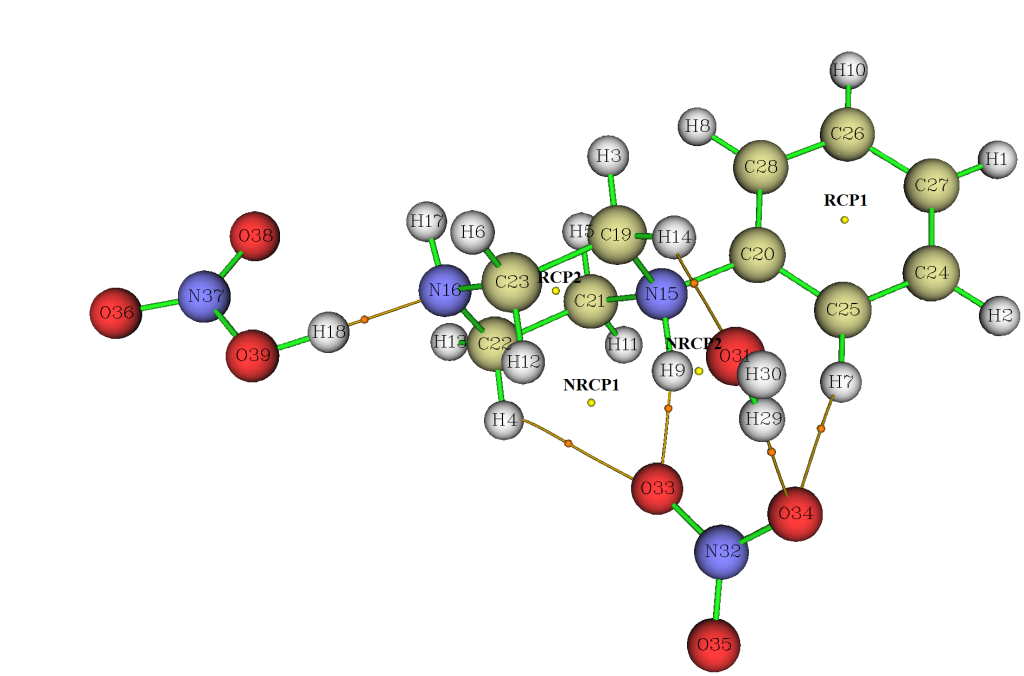 H10
H8
C26
H3
C28
H1
C27
RCP1
H17
H6
H5
C19
H14
O38
C20
C24
RCP2
N37
N16
C23
C21
N15
O36
C25
H2
H18
H13
C22
H11
NRCP2
O39
H12
O31
H9
H30
H7
NRCP1
H4
H29
O33
O34
N32
O35